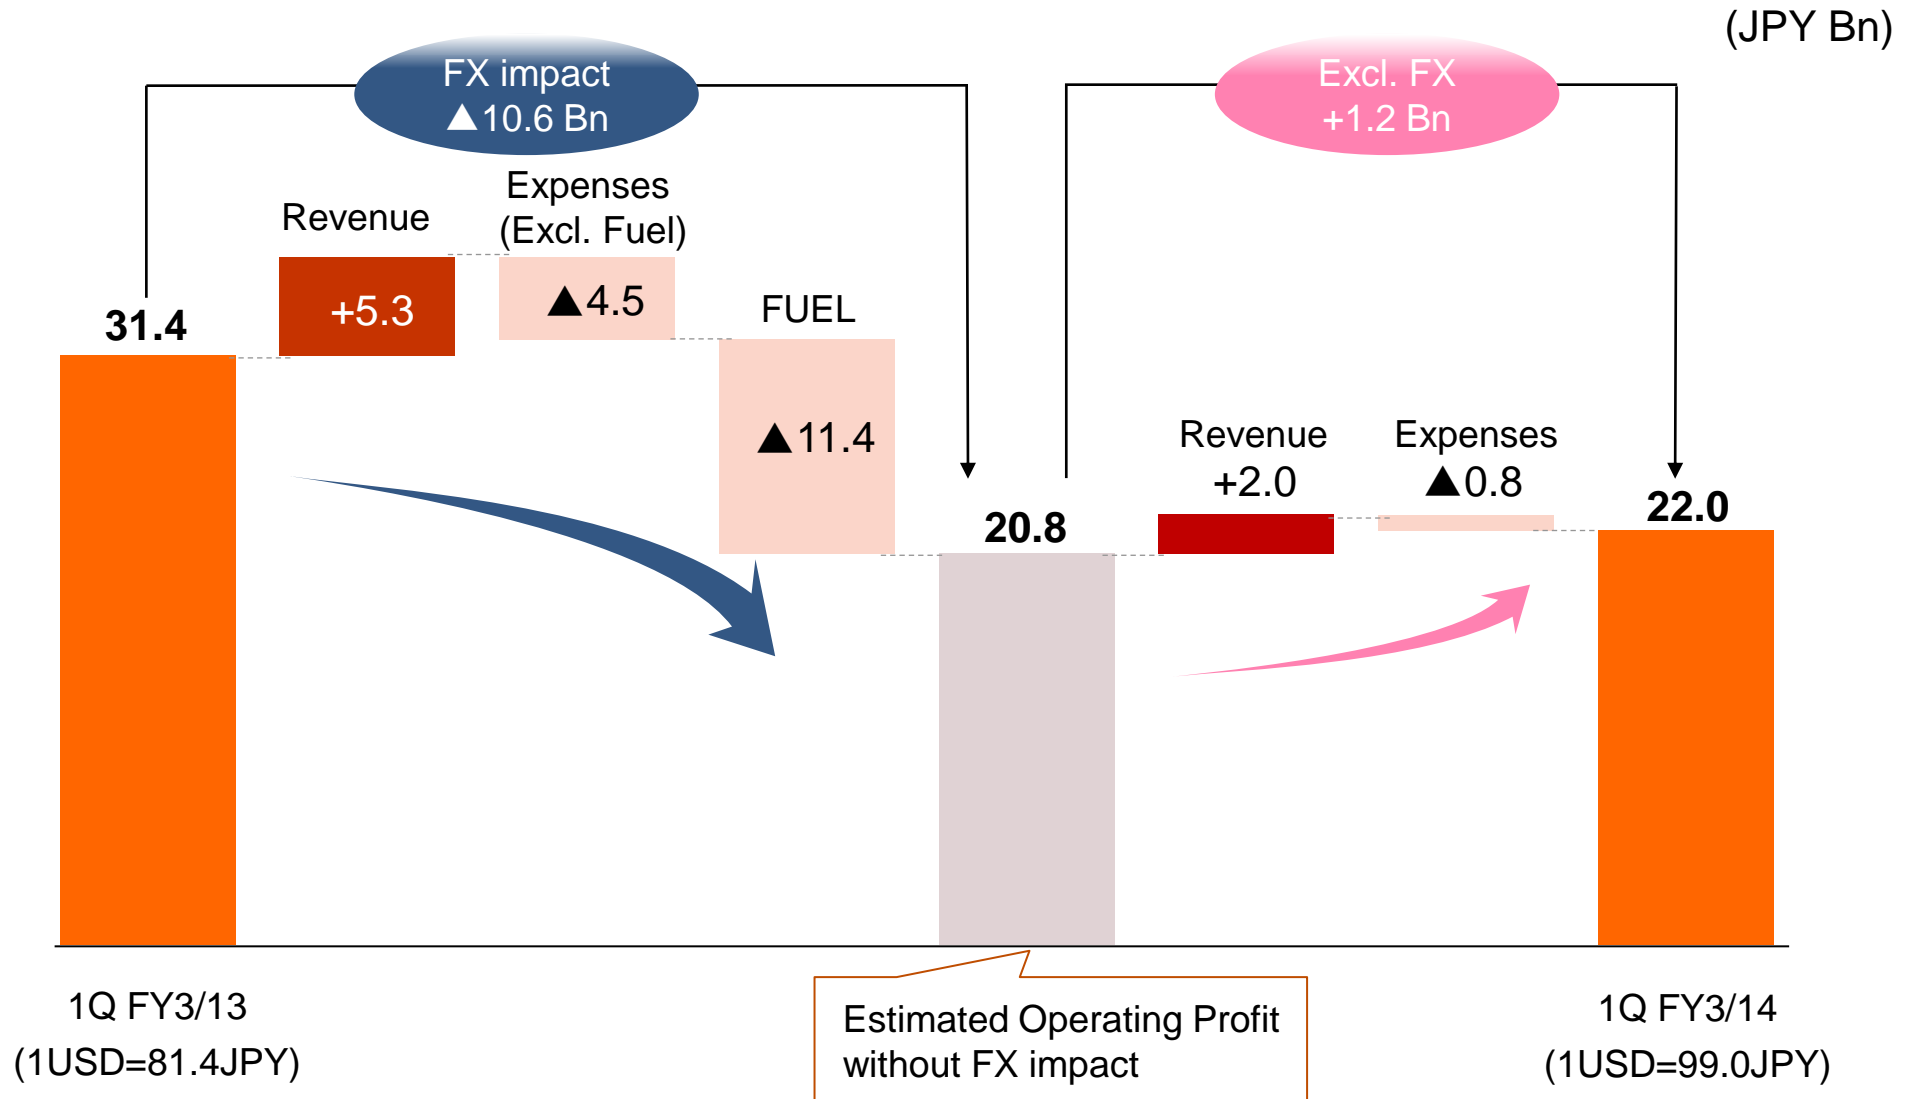 (JPY Bn)
FX impact
▲10.6 Bn
Excl. FX
+1.2 Bn
Revenue
Expenses
(Excl. Fuel)
FUEL
31.4
+5.3
▲4.5
▲11.4
20.8
Revenue
+2.0
Expenses
▲0.8
22.0
1Q FY3/13
(1USD=81.4JPY)
Estimated Operating Profit
without FX impact
1Q FY3/14
(1USD=99.0JPY)